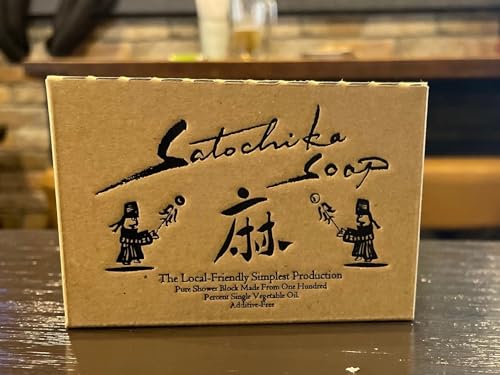 Satochika
Soap
麻
The Local-Friendly Simplest Production
Pure Shower Block Made From One Hundred
Percent Single Vegetable Oil.
Additive-Free